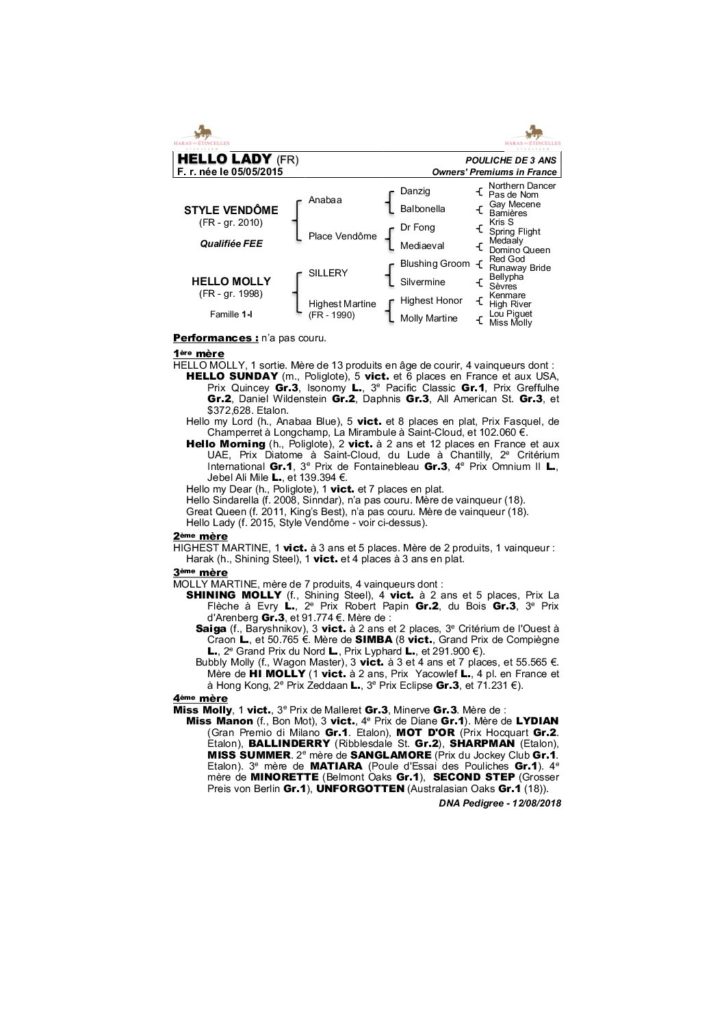 HARAS DES ÉTINCELLES HARAS DES ÉTINCELLES
HELLO LADY (FR) POULICHE DE 3 ANS
F. r. née le 05/05/2015 Owners' Premiums in France
STYLE VENDÔME
(FR - gr. 2010)
Qualifiée FEE
HELLO MOLLY
(FR - gr. 1998)
Famille 1-l
Anabaa
Place Vendôme
SILLERY
Highest Martine
(FR - 1990)
Danzig
Balbonella
Dr Fong
Mediaeval
Blushing Groom
Silvermine
Highest Honor
Molly Martine
Northern Dancer
Pas de Nom
Gay Mecene
Bamières
Kris S
Spring Flight
Medaaly
Domino Queen
Red God
Runaway Bride
Bellypha
Sèvres
Kenmare
High River
Lou Piguet
Miss Molly
Performances : n'a pas couru.
1ère mère
HELLO MOLLY, 1 sortie. Mère de 13 produits en âge de courir, 4 vainqueurs dont :
HELLO SUNDAY (m., Poliglote), 5 vict. et 6 places en France et aux USA,
Prix Quincey Gr.3, Isonomy L., 3e Pacific Classic Gr.1, Prix Greffulhe
Gr.2, Daniel Wildenstein Gr.2, Daphnis Gr.3, All American St. Gr.3, et
$372,628. Etalon.
Hello my Lord (h., Anabaa Blue), 5 vict. et 8 places en plat, Prix Fasquel, de
Champerret à Longchamp, La Mirambule à Saint-Cloud, et 102.060 €.
Hello Morning (h., Poliglote), 2 vict. à 2 ans et 12 places en France et aux
UAE, Prix Diatome à Saint-Cloud, du Lude à Chantilly, 2e Critérium
International Gr.1, 3e Prix de Fontainebleau Gr.3, 4e Prix Omnium II L.,
Jebel Ali Mile L., et 139.394 €.
Hello my Dear (h., Poliglote), 1 vict. et 7 places en plat.
Hello Sindarella (f. 2008, Sinndar), n'a pas couru. Mère de vainqueur (18).
Great Queen (f. 2011, King's Best), n'a pas couru. Mère de vainqueur (18).
Hello Lady (f. 2015, Style Vendôme - voir ci-dessus).
2ème mère
HIGHEST MARTINE, 1 vict. à 3 ans et 5 places. Mère de 2 produits, 1 vainqueur :
Harak (h., Shining Steel), 1 vict. et 4 places à 3 ans en plat.
3ème mère
MOLLY MARTINE, mère de 7 produits, 4 vainqueurs dont :
SHINING MOLLY (f., Shining Steel), 4 vict. à 2 ans et 5 places, Prix La
Flèche à Evry L., 2e Prix Robert Papin Gr.2, du Bois Gr.3, 3e Prix
d'Arenberg Gr.3, et 91.774 €. Mère de :
Saiga (f., Baryshnikov), 3 vict. à 2 ans et 2 places, 3e Critérium de l'Ouest à
Craon L., et 50.765 €. Mère de SIMBA (8 vict., Grand Prix de Compiègne
L., 2e Grand Prix du Nord L., Prix Lyphard L., et 291.900 €).
Bubbly Molly (f., Wagon Master), 3 vict. à 3 et 4 ans et 7 places, et 55.565 €.
Mère de HI MOLLY (1 vict. à 2 ans, Prix Yacowlef L., 4 pl. en France et
à Hong Kong, 2e Prix Zeddaan L., 3e Prix Eclipse Gr.3, et 71.231 €).
4ème mère
Miss Molly, 1 vict., 3e Prix de Malleret Gr.3, Minerve Gr.3. Mère de :
Miss Manon (f., Bon Mot), 3 vict., 4e Prix de Diane Gr.1). Mère de LYDIAN
(Gran Premio di Milano Gr.1. Etalon), MOT D'OR (Prix Hocquart Gr.2.
Etalon), BALLINDERRY (Ribblesdale St. Gr.2), SHARPMAN (Etalon),
MISS SUMMER. 2e mère de SANGLAMORE (Prix du Jockey Club Gr.1.
Etalon). 3e mère de MATIARA (Poule d'Essai des Pouliches Gr.1). 4e
mère de MINORETTE (Belmont Oaks Gr.1), SECOND STEP (Grosser
Preis von Berlin Gr.1), UNFORGOTTEN (Australasian Oaks Gr.1 (18)).
DNA Pedigree - 12/08/2018